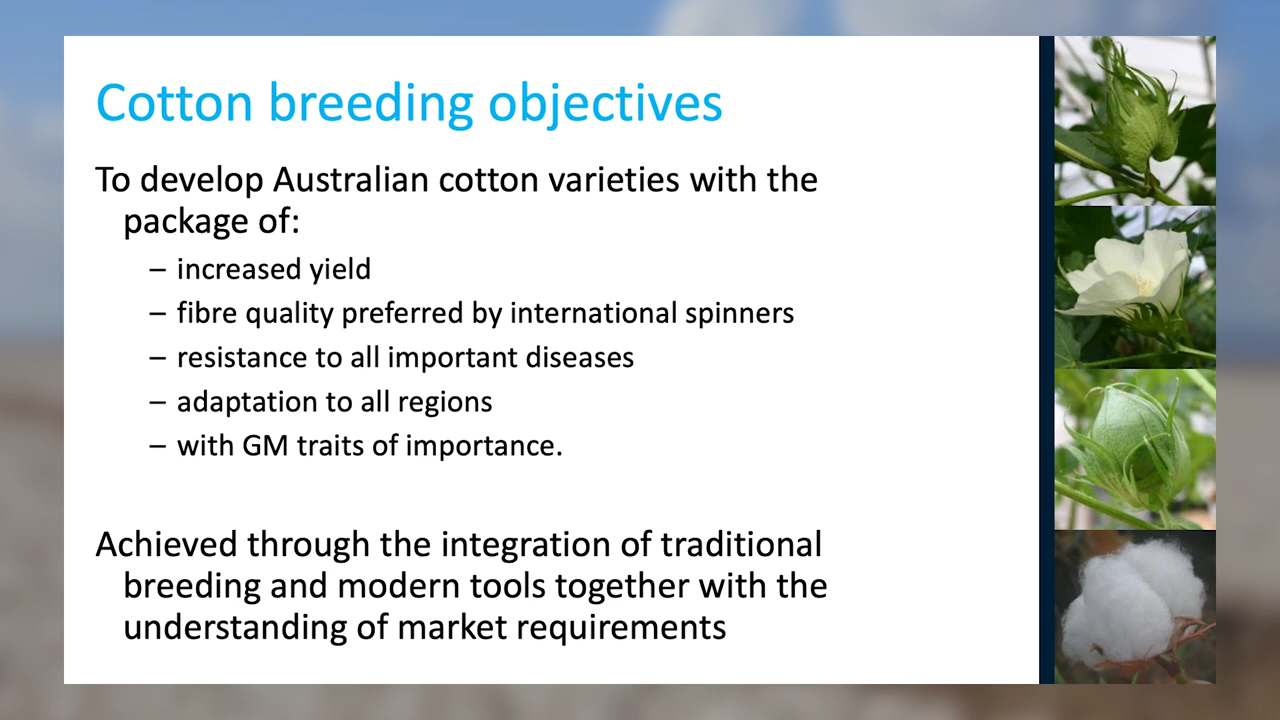 Cotton breeding objectives
To develop Australian cotton varieties with the
package of:
– increased yield
– fibre quality preferred by international spinners
– resistance to all important diseases
– adaptation to all regions
– with GM traits of importance.
Achieved through the integration of traditional
breeding and modern tools together with the
understanding of market requirements